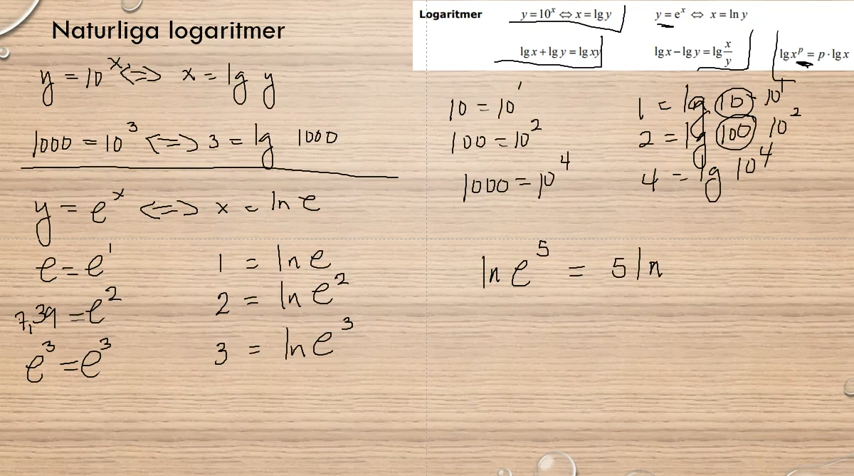 Naturliga logaritmer
Logaritmer y = 10^x ⇔ x = lg y y = e^x ⇔ x = ln y
lg x + lg y = lg xy lg x − lg y = lg x/y lg x^p = p · lg x
y = 10^x <=> x = lg y
1000 = 10^3 <=> 3 = lg 1000
y = e^x <=> x = ln e
e = e^1 1 = ln e
7,39 = e^2 2 = ln e^2
e^3 = e^3 3 = ln e^3
10 = 10^1 1 = lg 10 = 10^1
100 = 10^2 2 = lg 100 10^2
1000 = 10^4 4 = lg 10^4
ln e^5 = 5 ln